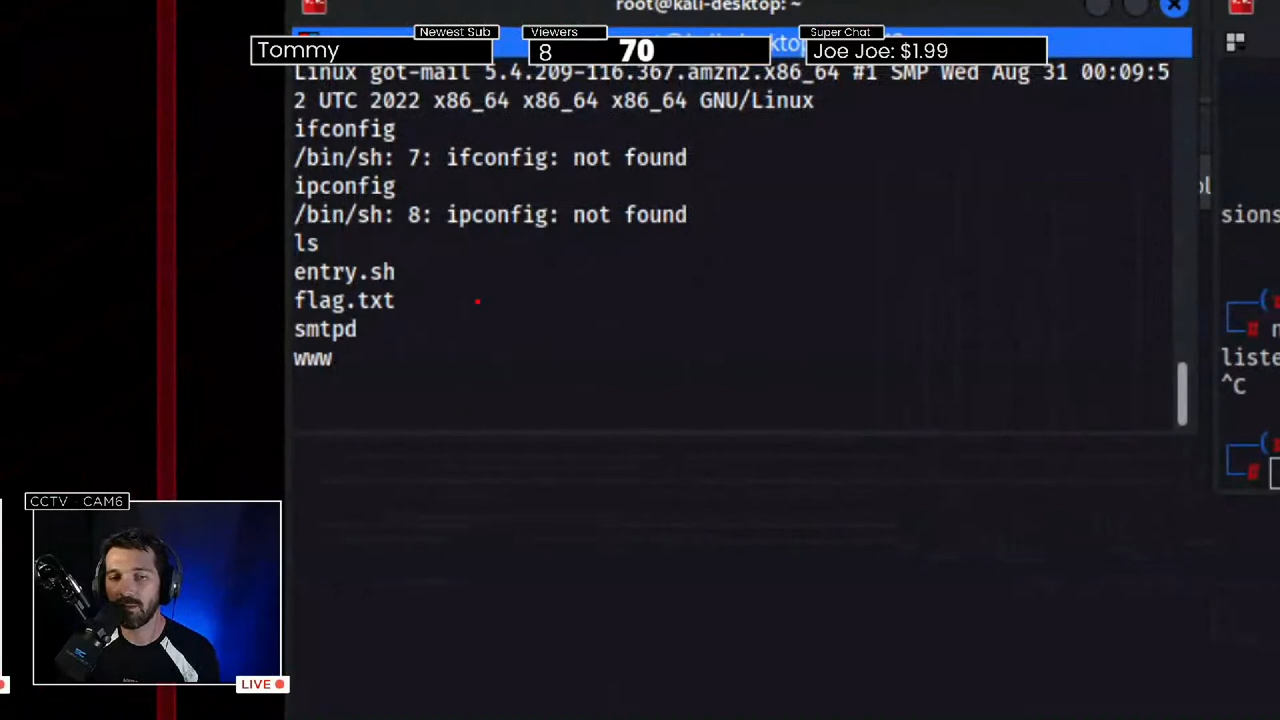 root@kali-desktop: ~
Newest Sub
Viewers
Super Chat
Tommy
8
70
Joe Joe: $1.99
Linux got-mail 5.4.209-116.367.amzn2.x86_64 #1 SMP Wed Aug 31 00:09:5
2 UTC 2022 x86_64 x86_64 x86_64 GNU/Linux
ifconfig
/bin/sh: 7: ifconfig: not found
ipconfig
/bin/sh: 8: ipconfig: not found
ls
entry.sh
flag.txt
smtpd
www
sions
liste
^C
CCTV - CAM6
LIVE